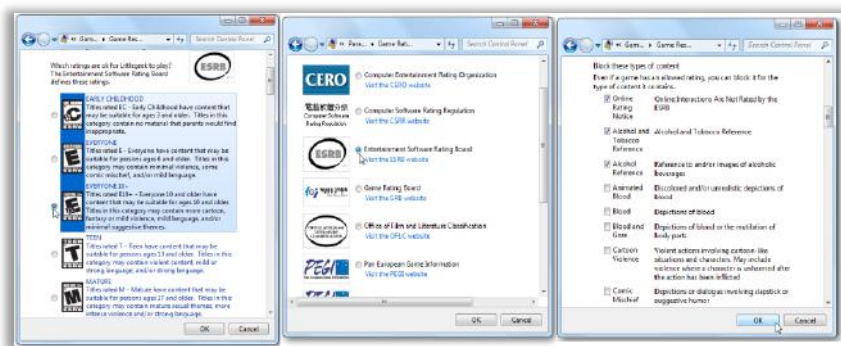 Gam... ▸ Game Rat...
Search Control Panel
Which ratings are ok for Littlegeek to play?
The Entertainment Software Rating Board
defines these ratings.
ESRB
EARLY CHILDHOOD
Titles rated EC - Early Childhood have content that
may be suitable for ages 3 and older. Titles in this
category contain no material that parents would find
inappropriate.
EVERYONE
Titles rated E - Everyone have content that may be
suitable for persons ages 6 and older. Titles in this
category may contain minimal violence, some
comic mischief, and/or mild language.
EVERYONE 10+
Titles rated E10+ - Everyone 10 and older have
content that may be suitable for ages 10 and older.
Titles in this category may contain more cartoon,
fantasy or mild violence, mild language, and/or
minimal suggestive themes.
TEEN
Titles rated T - Teen have content that may be
suitable for persons ages 13 and older. Titles in this
category may contain violent content, mild or
strong language, and/or strong language.
MATURE
Titles rated M - Mature have content that may be
suitable for persons ages 17 and older. Titles in this
category may contain mature sexual themes, more
intense violence and/or strong language.
OK Cancel
Pare... ▸ Game Rati...
Search Control Panel
CERO
Computer Entertainment Rating Organization
Visit the CERO website
電腦軟體分級
Computer Software
Rating Regulation
Computer Software Rating Regulation
Visit the CSRR website
ESRB
Entertainment Software Rating Board
Visit the ESRB website
Game Rating Board
Visit the GRB website
Office of Film and Literature Classification
Visit the OFLC website
PEGI
Pan European Game Information
Visit the PEGI website
OK Cancel
Gam... ▸ Game Res...
Search Control Panel
Block these types of content
Even if a game has an allowed rating, you can block it for the
type of content it contains.
Online Rating Notice
Online Interactions Are Not Rated by the
ESRB
Alcohol and Tobacco Reference
Alcohol and Tobacco Reference
Alcohol Reference
Reference to and/or images of alcoholic
beverages
Animated Blood
Discolored and/or unrealistic depictions of
blood
Blood
Depictions of blood
Blood and Gore
Depictions of blood or the mutilation of
body parts
Cartoon Violence
Violent actions involving cartoon-like
situations and characters. May include
violence where a character is unharmed after
the action has been inflicted
Comic Mischief
Depictions or dialogue involving slapstick or
suggestive humor
OK Cancel